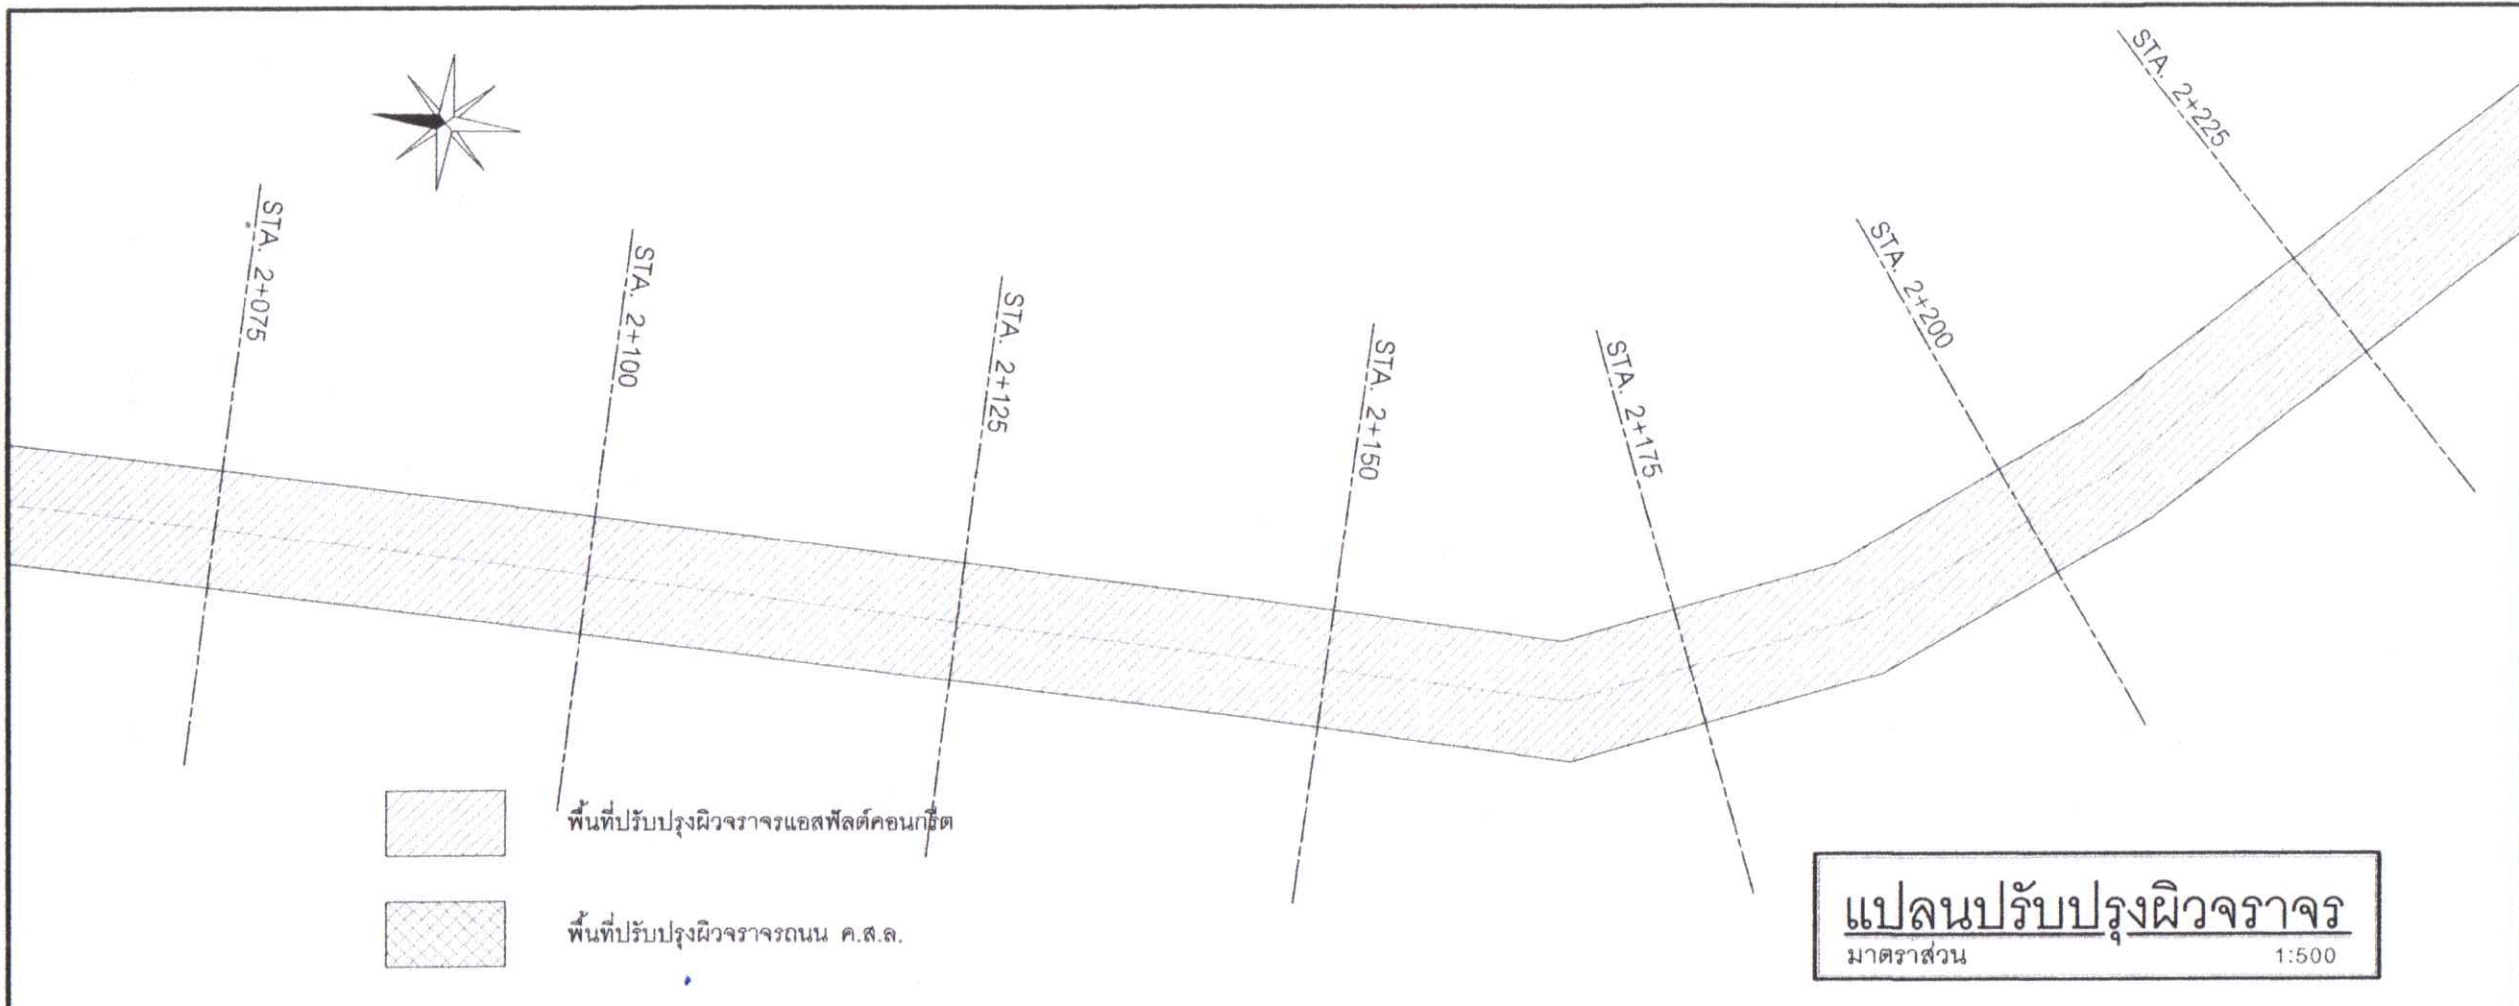 STA. 2+075
STA. 2+100
STA. 2+125
STA. 2+150
STA. 2+175
STA. 2+200
STA. 2+225
พื้นที่ปรับปรุงผิวจราจรแอสฟัลต์คอนกรีต
พื้นที่ปรับปรุงผิวจราจรถนน ค.ส.ล.
แปลนปรับปรุงผิวจราจร
มาตราส่วน 1:500